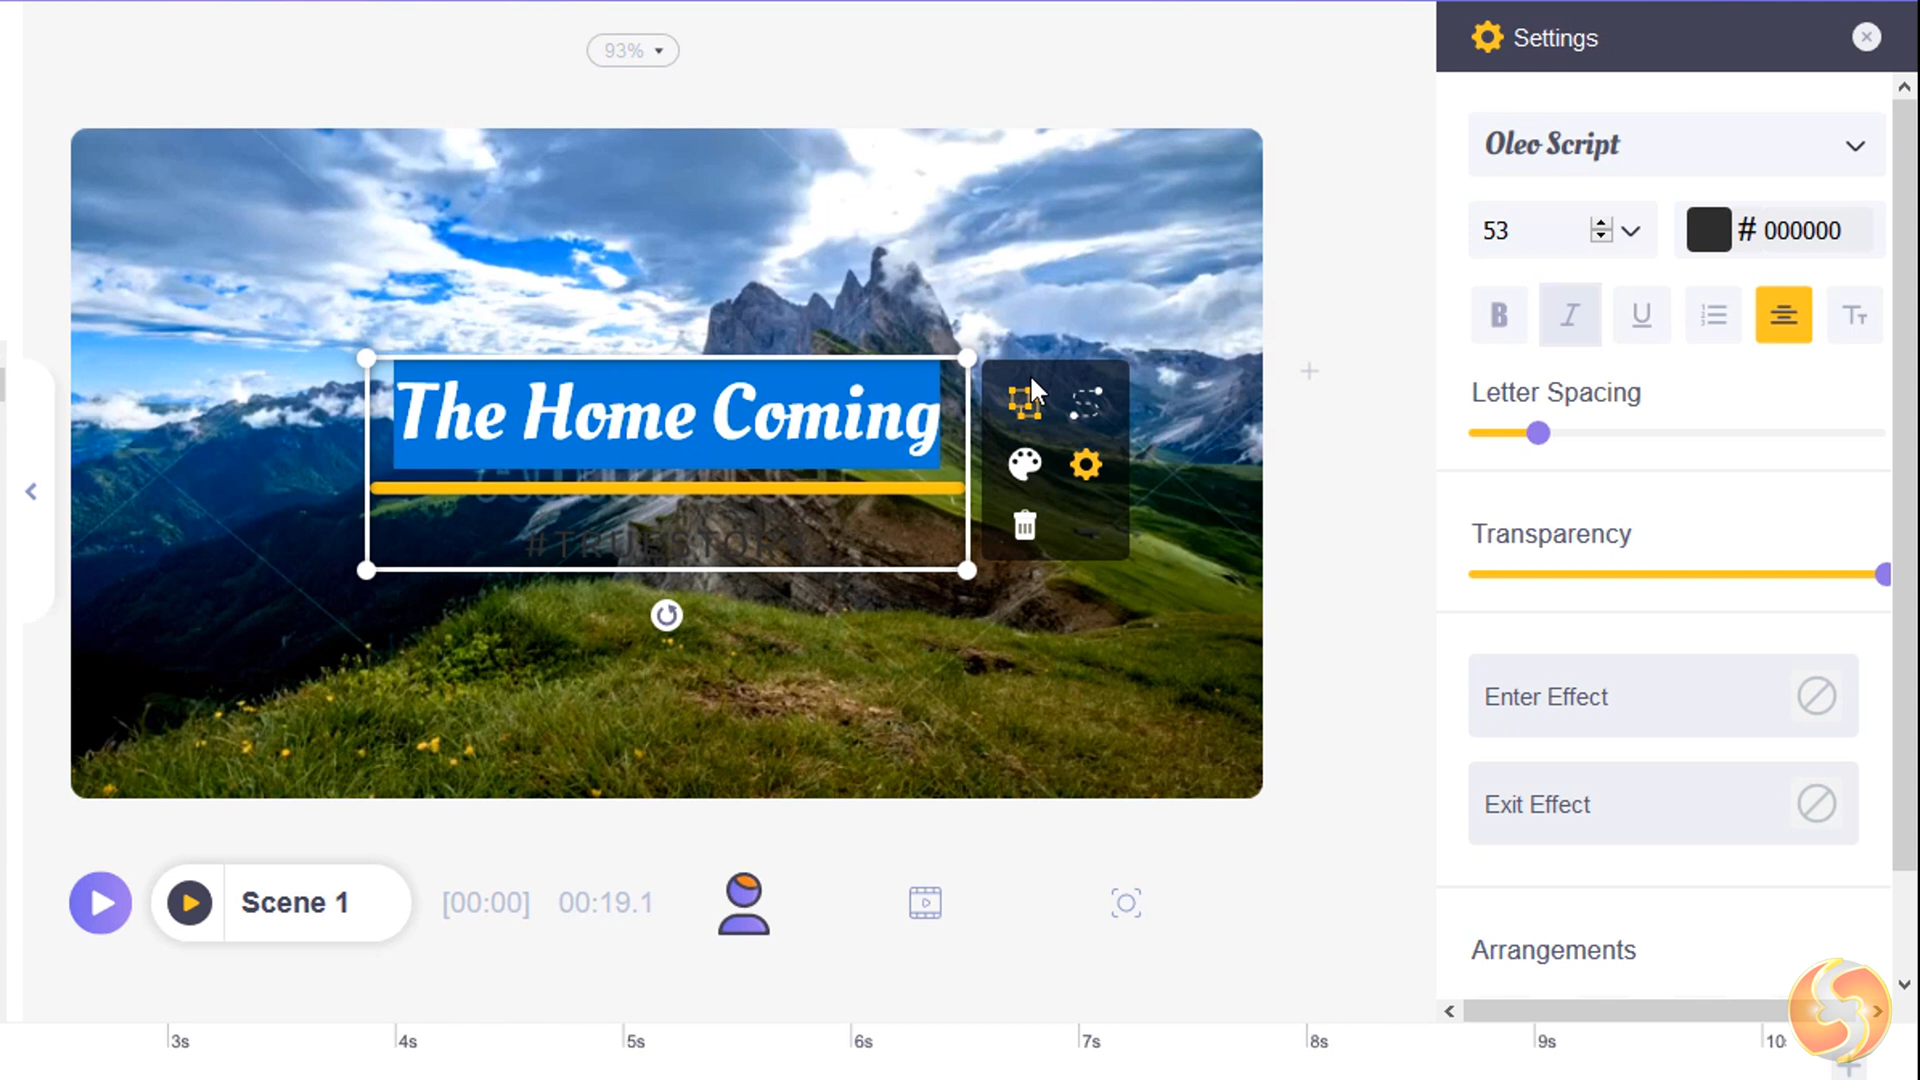 93%
Settings
Oleo Script
53
# 000000
B I U
Letter Spacing
The Home Coming
Transparency
#TRUESTORY
Enter Effect
Exit Effect
Scene 1
[00:00] 00:19.1
Arrangements
3s 4s 5s 6s 7s 8s 9s